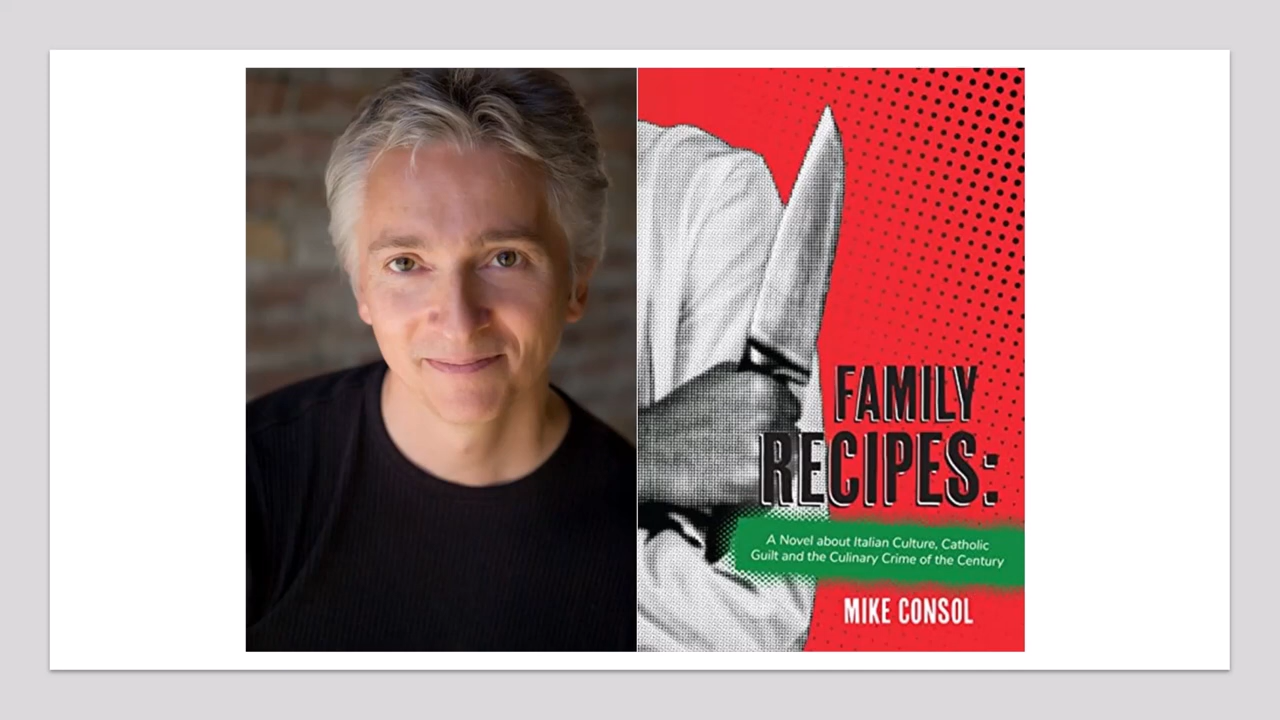 FAMILY
RECIPES:
A Novel about Italian Culture, Catholic
Guilt and the Culinary Crime of the Century
MIKE CONSOL